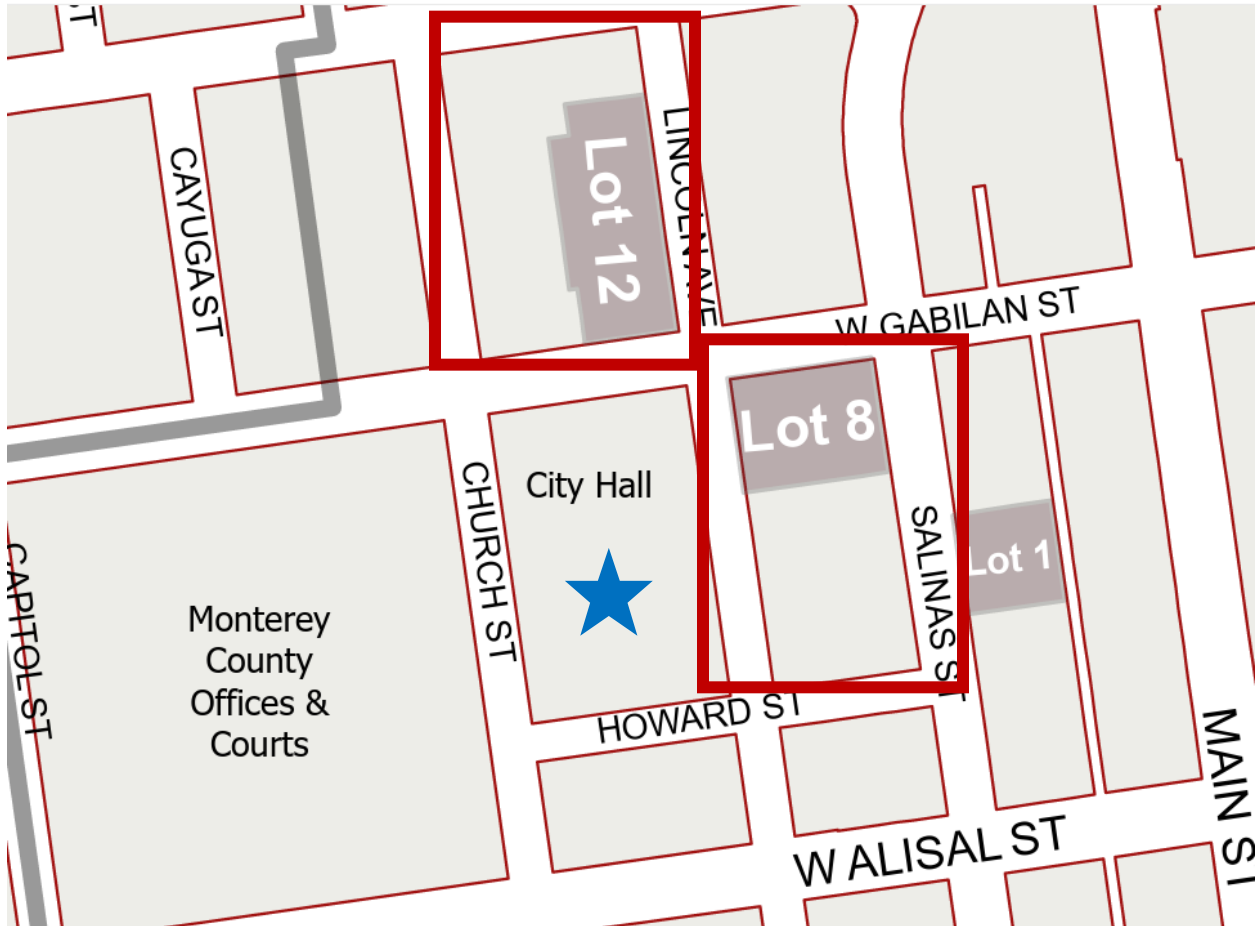 ST
LINCOLN AVE
Lot 12
CAYUGA ST
W GABILAN ST
Lot 8
City Hall
CHURCH ST
SALINAS ST
Lot 1
CAPITOL ST
Monterey
County
Offices &
Courts
HOWARD ST
MAIN ST
W ALISAL ST